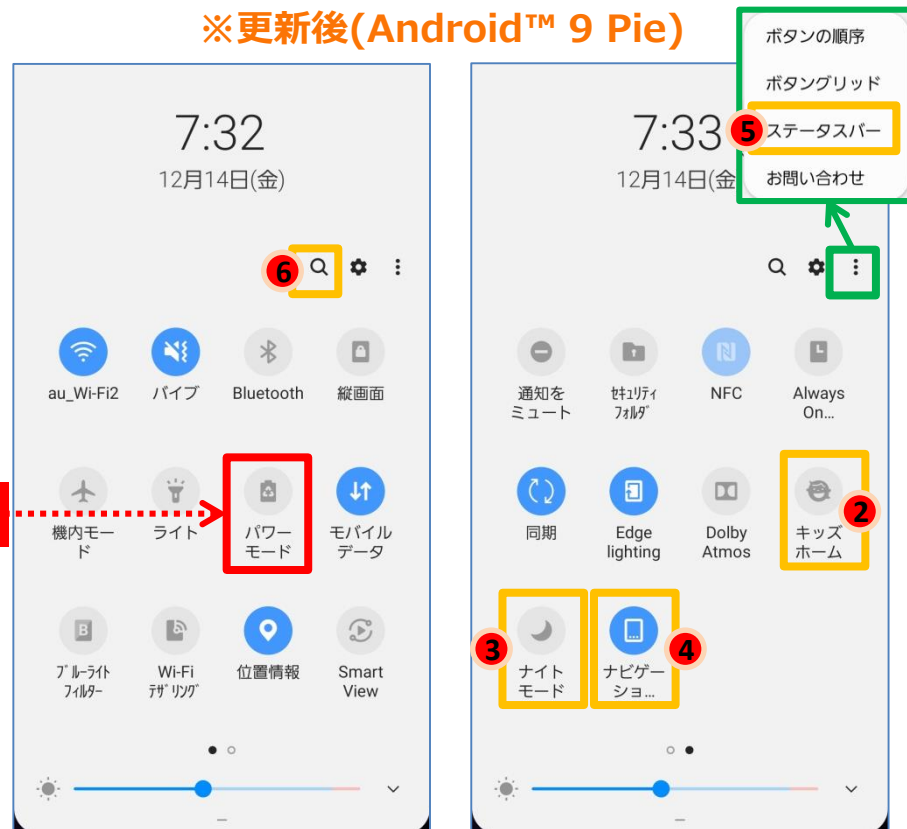 ※更新後(Android™ 9 Pie)
7:32
12月14日(金)
6
au_Wi-Fi2
バイブ
Bluetooth
縦画面
機内モー
ド
ライト
パワー
モード
モバイル
データ
B
ﾌﾞﾙｰﾗｲﾄ
ﾌｨﾙﾀｰ
Wi-Fi
ﾃｻﾞﾘﾝｸﾞ
位置情報
Smart
View
ボタンの順序
ボタングリッド
5
ステータスバー
お問い合わせ
7:33
12月14日(金
通知を
ミュート
ｾｷｭﾘﾃｨ
ﾌｫﾙﾀﾞ
NFC
Always
On...
同期
Edge
lighting
Dolby
Atmos
キッズ
ホーム
2
3
ナイト
モード
4
ナビゲー
ショ...